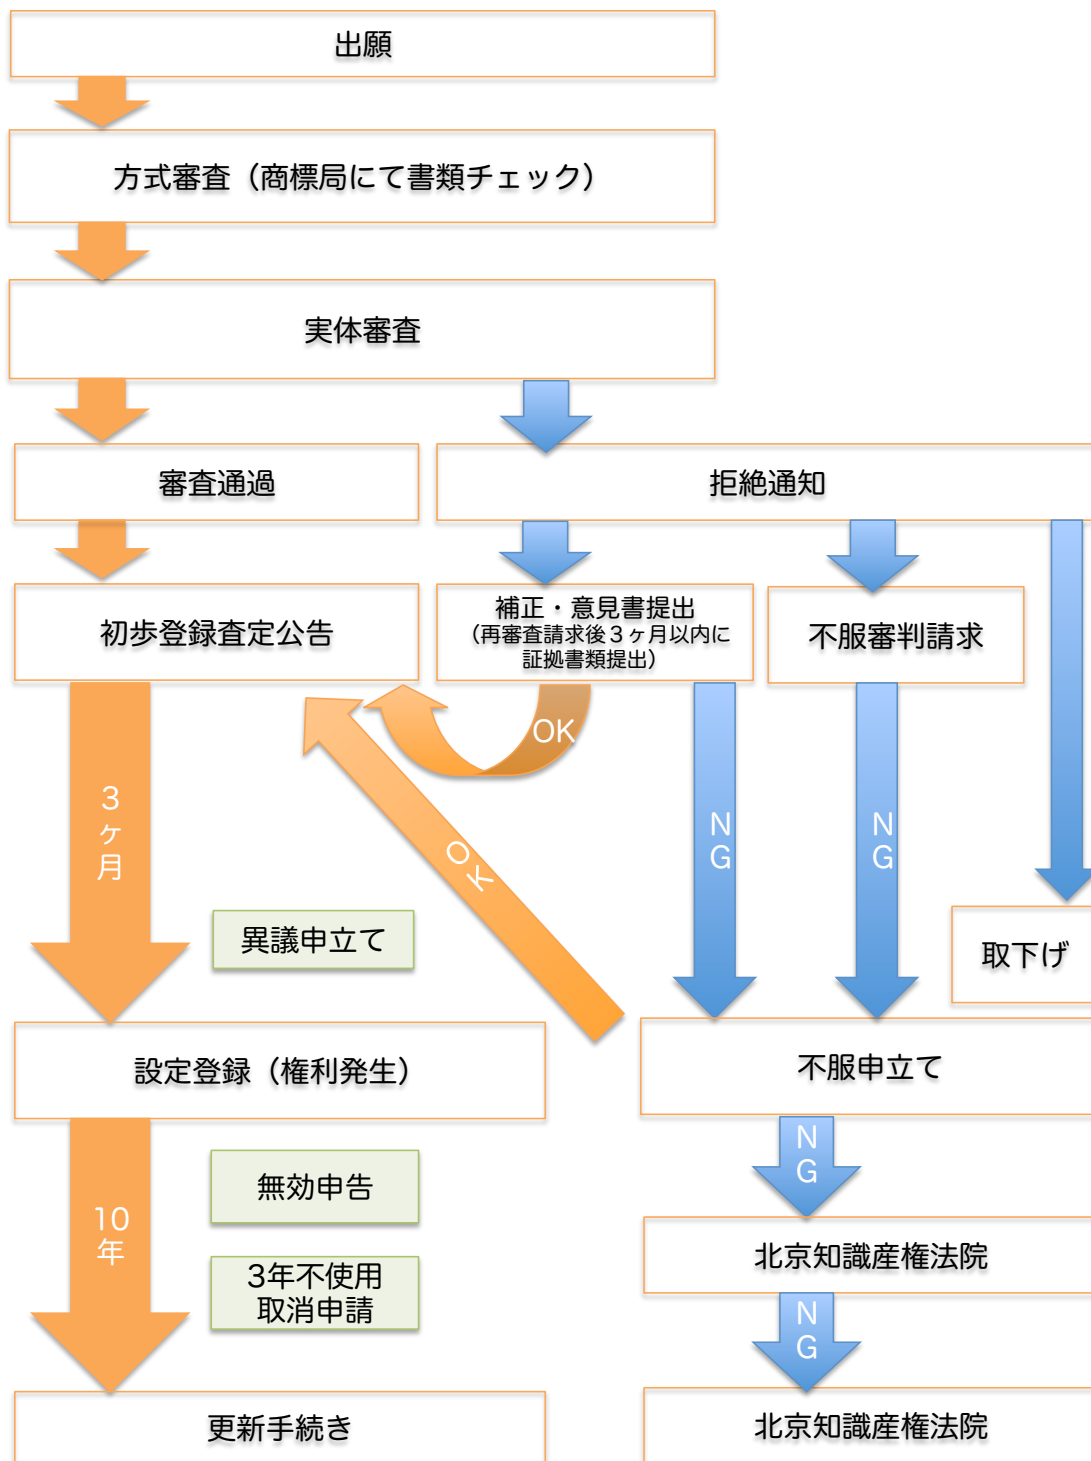 出願
方式審査（商標局にて書類チェック）
実体審査
審査通過
拒絶通知
初歩登録査定公告
補正・意見書提出
（再審査請求後３ヶ月以内に
証拠書類提出）
不服審判請求
OK
3ヶ月
OK
NG
NG
異議申立て
取下げ
設定登録（権利発生）
不服申立て
NG
無効申告
10
年
3年不使用
取消申請
北京知識産権法院
NG
更新手続き
北京知識産権法院